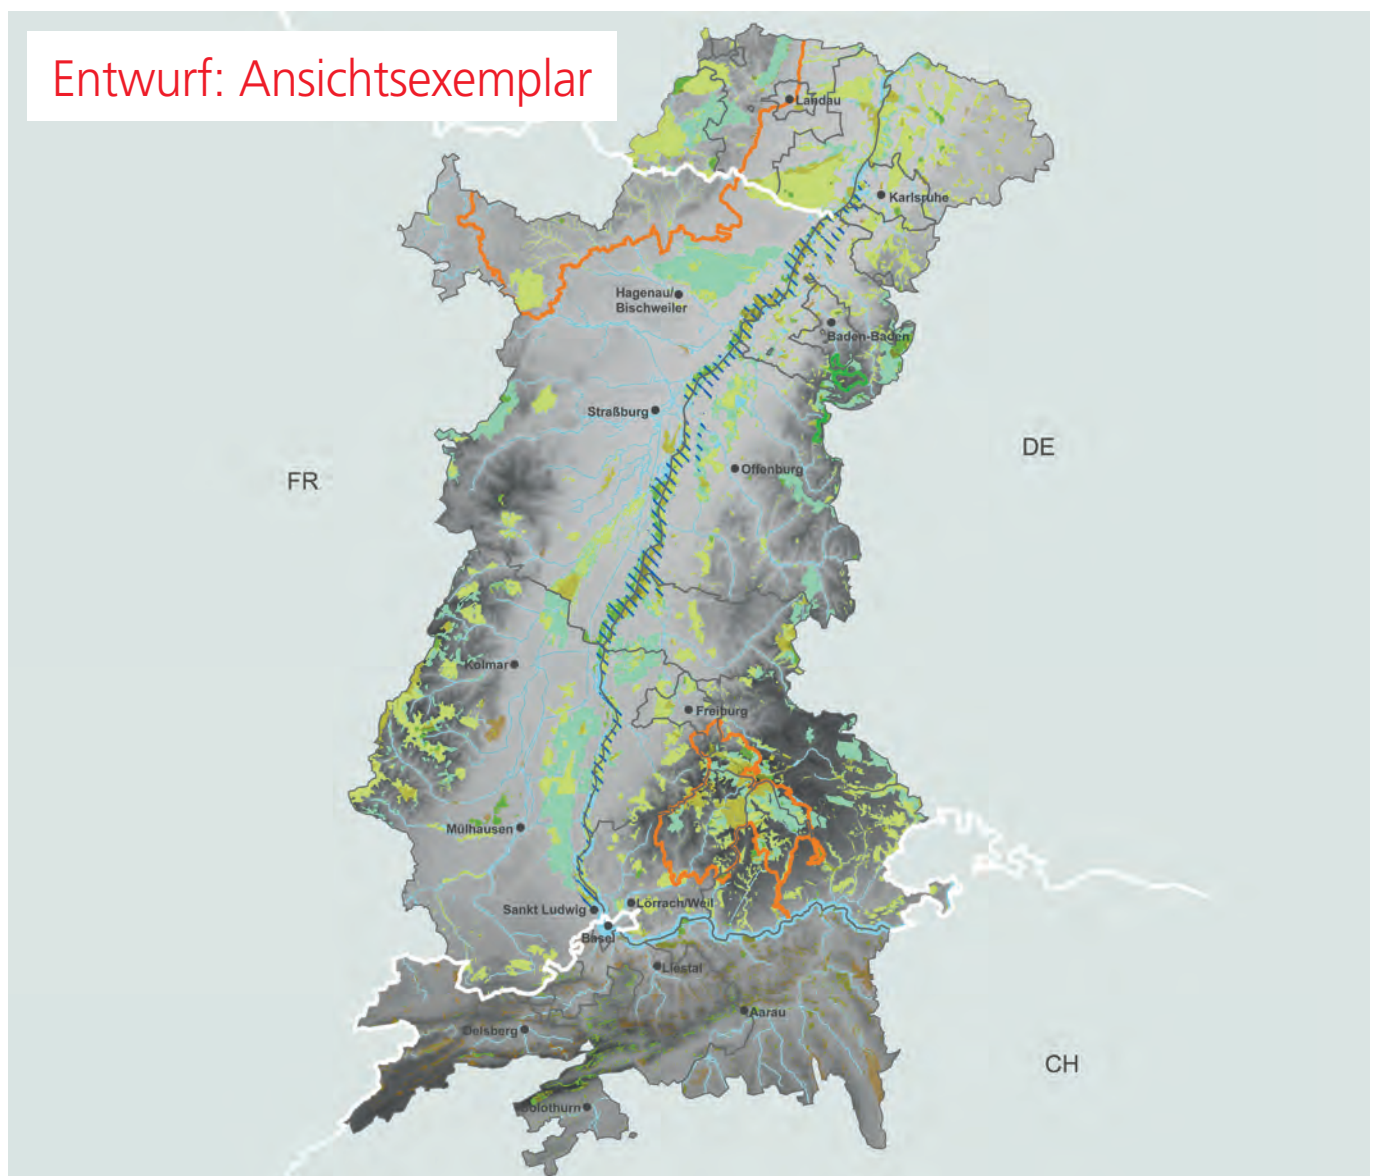 Entwurf: Ansichtsexemplar
Landau
Karlsruhe
Hagenau/
Bischweiler
Baden-Baden
Straßburg
Offenburg
FR
DE
Kolmar
Freiburg
Mülhausen
Sankt Ludwig
Lörrach/Weil
Basel
Liestal
Aarau
Delsberg
CH
Solothurn